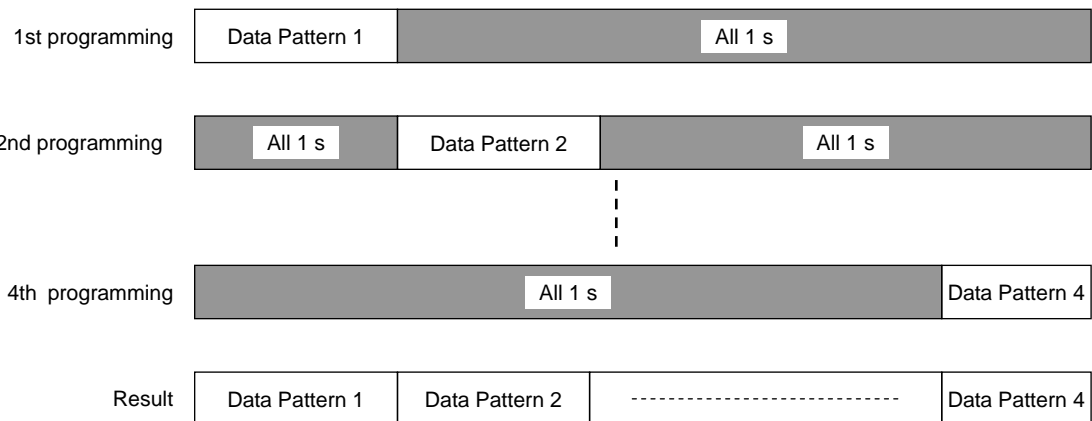 1st programming Data Pattern 1 All 1 s
2nd programming All 1 s Data Pattern 2 All 1 s
4th programming All 1 s Data Pattern 4
Result Data Pattern 1 Data Pattern 2 Data Pattern 4